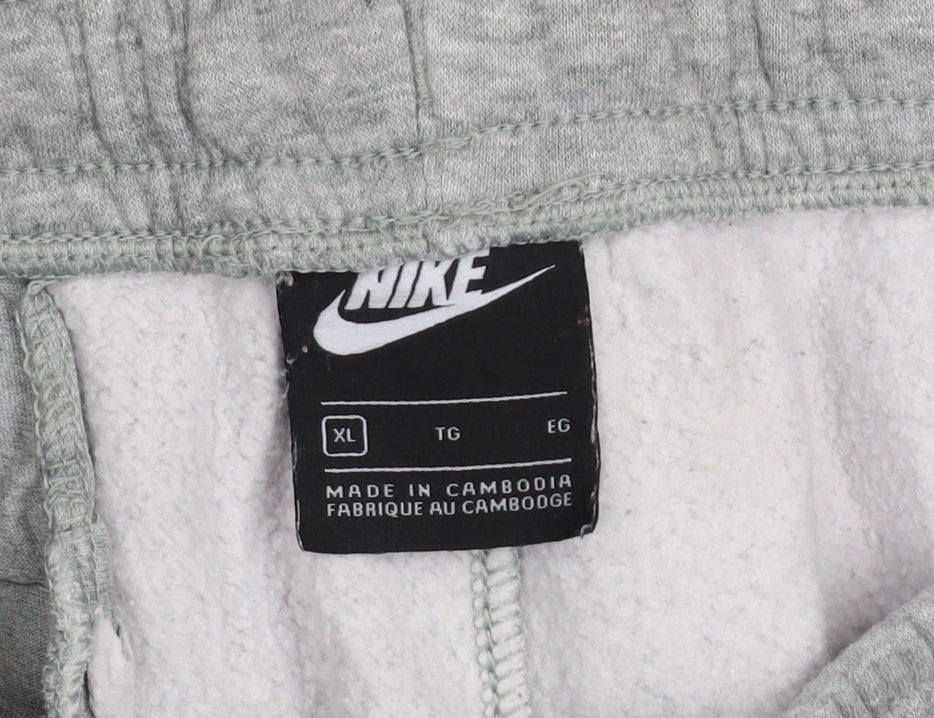 NIKE
XL TG EG
MADE IN CAMBODIA
FABRIQUE AU CAMBODGE